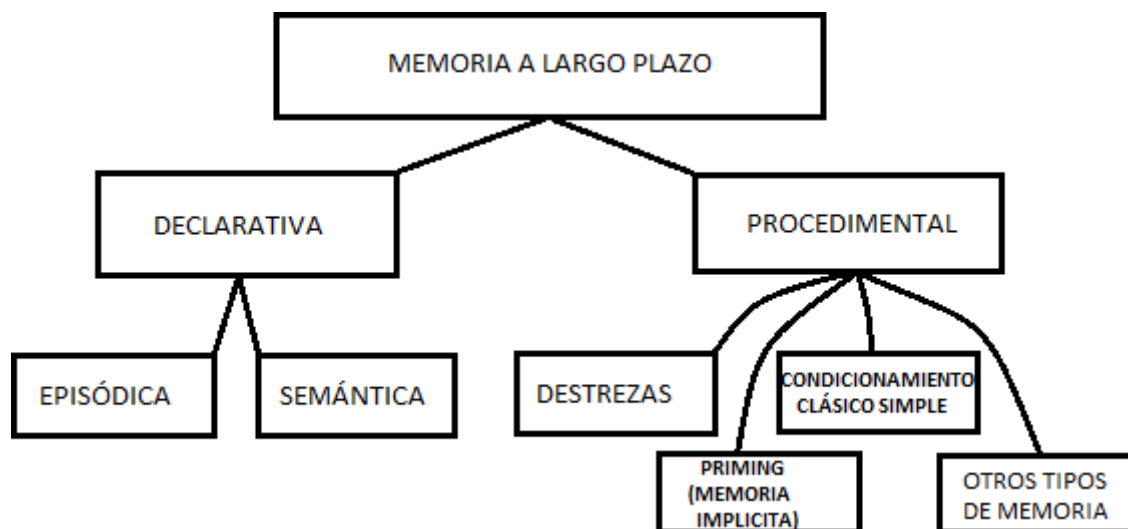 MEMORIA A LARGO PLAZO
DECLARATIVA
PROCEDIMENTAL
EPISÓDICA
SEMÁNTICA
DESTREZAS
CONDICIONAMIENTO
CLÁSICO SIMPLE
PRIMING
(MEMORIA
IMPLICITA)
OTROS TIPOS
DE MEMORIA